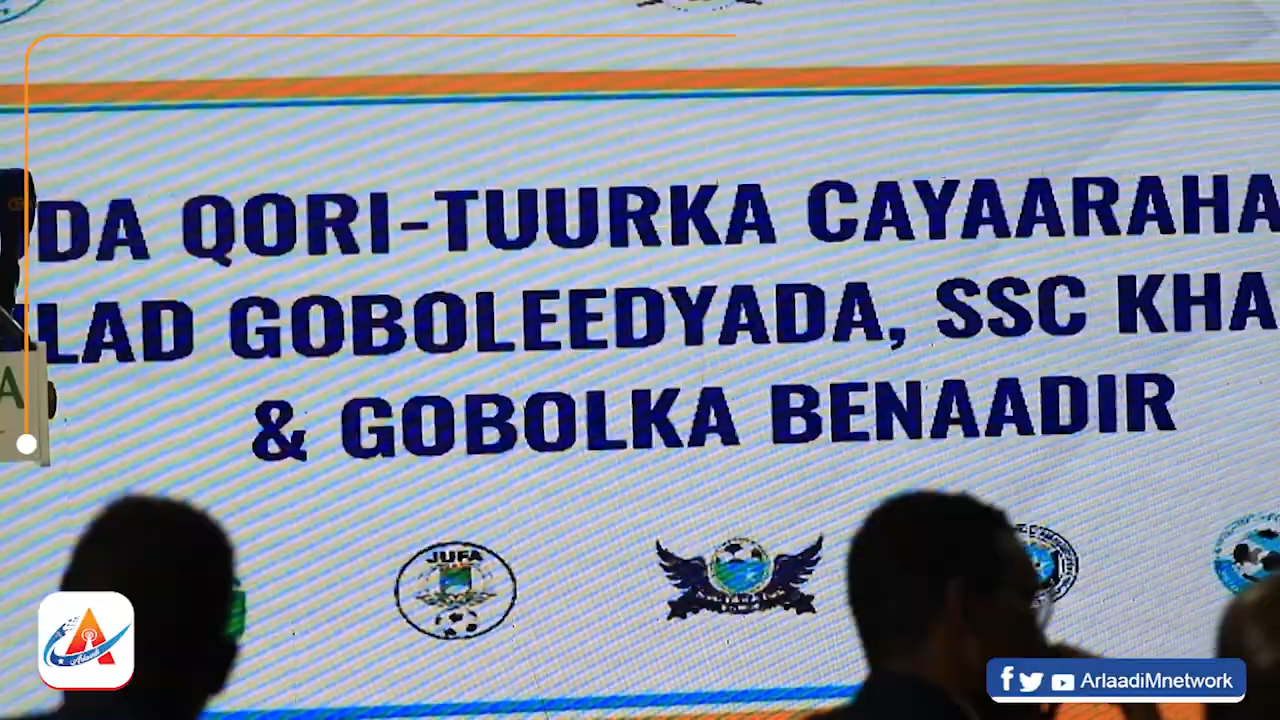 DA QORI-TUURKA CAYAARAHA
LAD GOBOLEEDYADA, SSC KHA
& GOBOLKA BENAADIR
JUFA
A
ArlaadiMnetwork